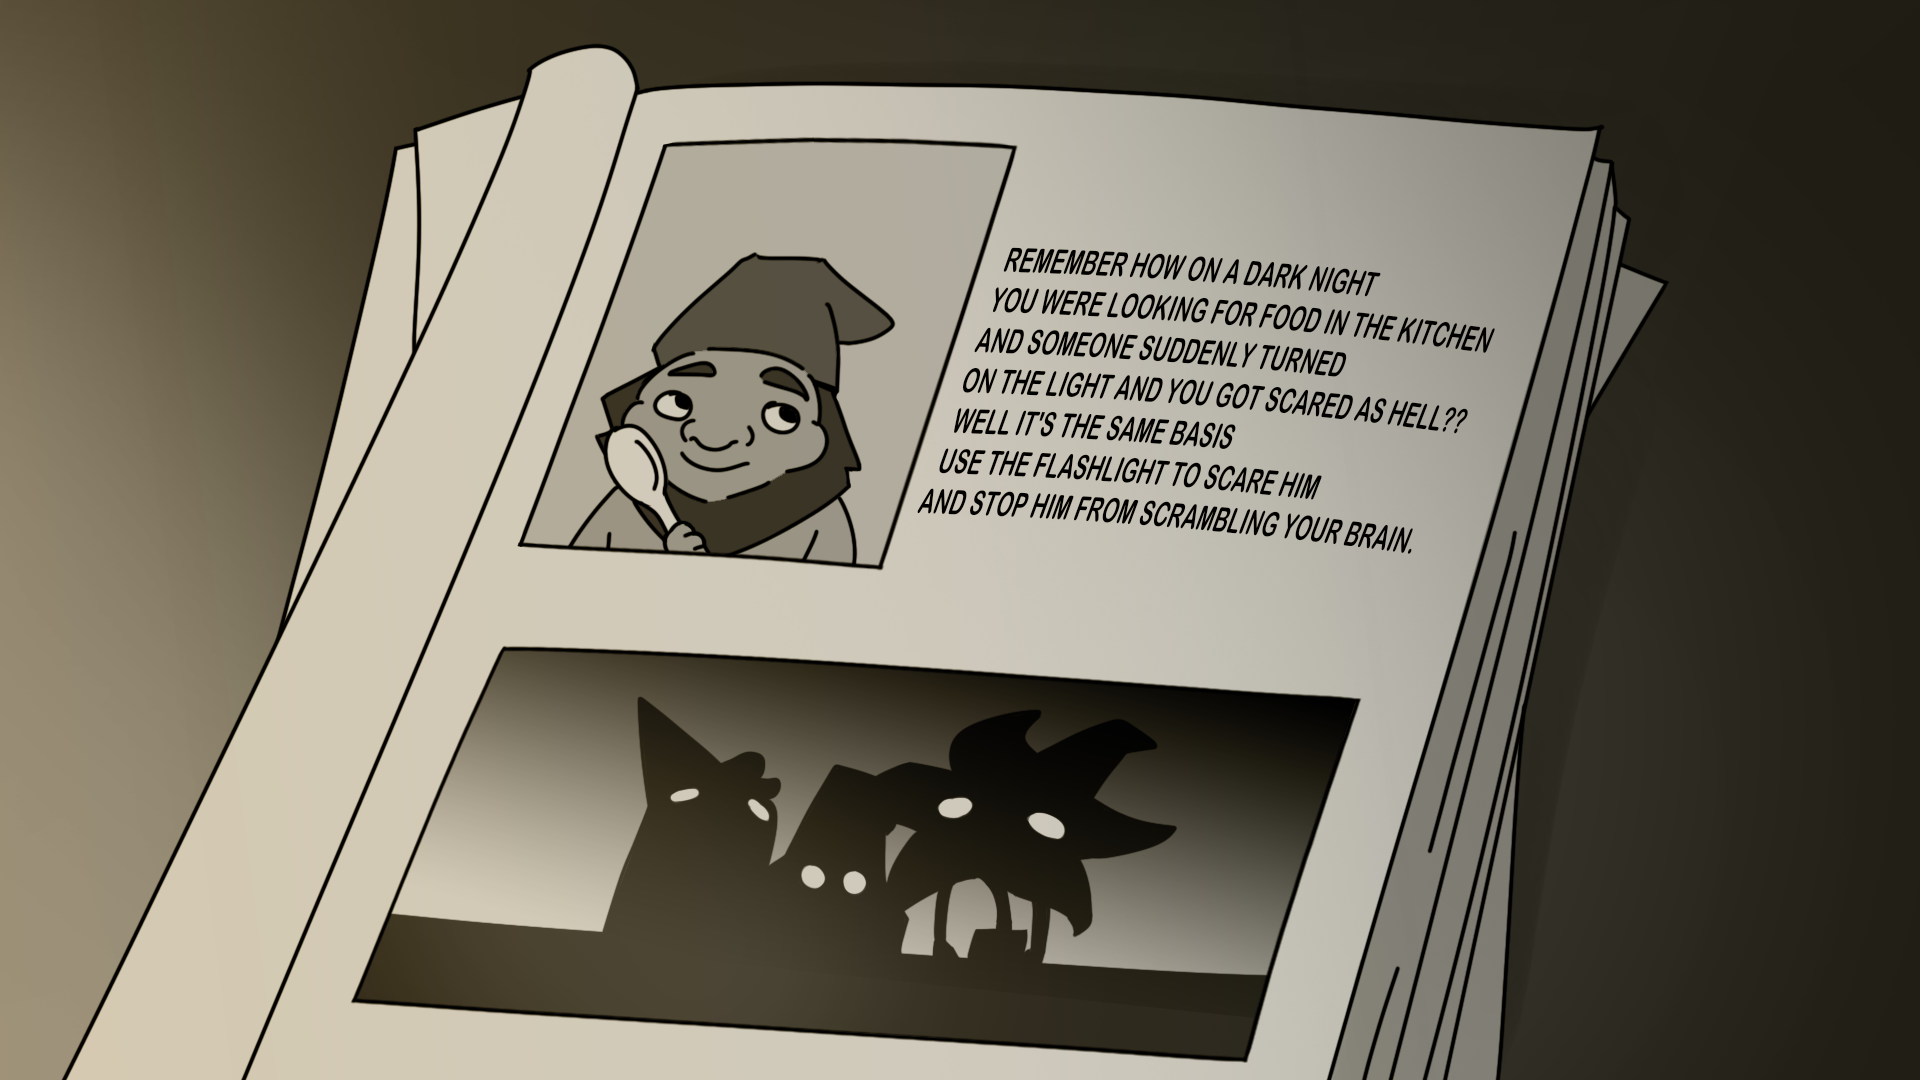 REMEMBER HOW ON A DARK NIGHT
YOU WERE LOOKING FOR FOOD IN THE KITCHEN
AND SOMEONE SUDDENLY TURNED
ON THE LIGHT AND YOU GOT SCARED AS HELL??
WELL IT'S THE SAME BASIS
USE THE FLASHLIGHT TO SCARE HIM
AND STOP HIM FROM SCRAMBLING YOUR BRAIN.